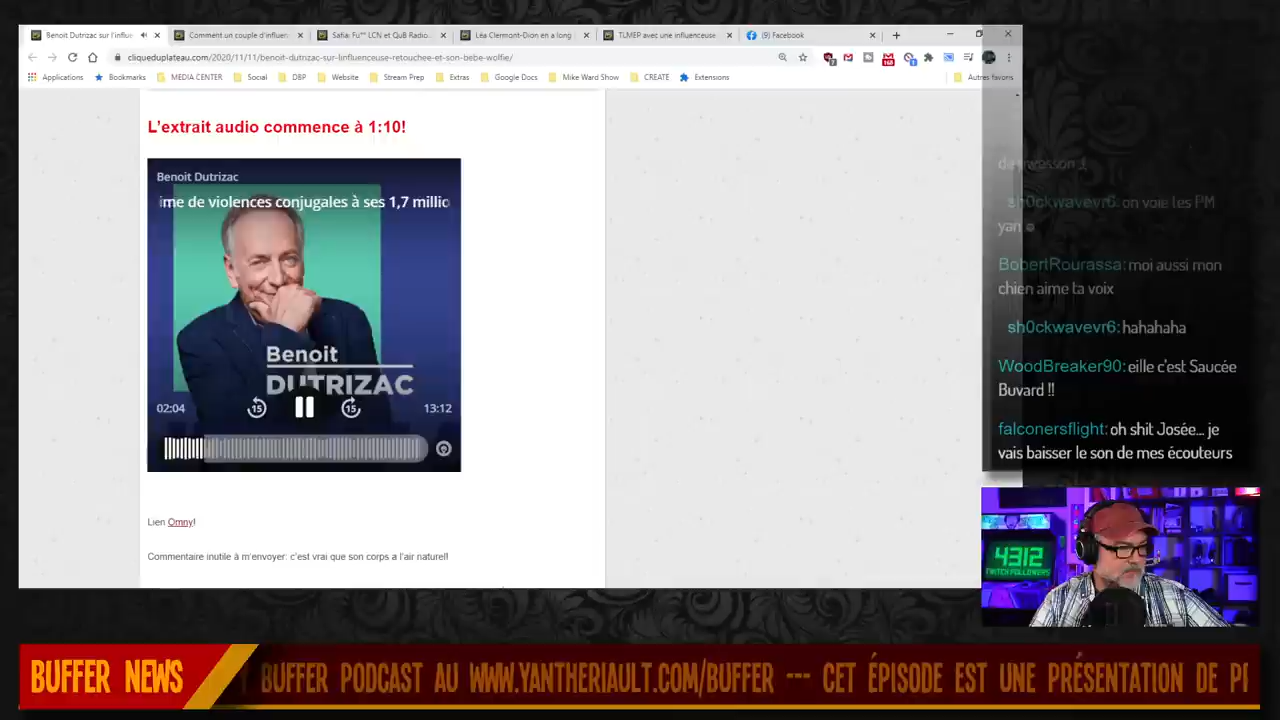 Benoit Dutrizac sur l'influe
Comment un couple d'influen
Safia: Fu** LCN et QuB Radio
Léa Clermont-Dion en a long
TLMEP avec une influenceuse
(9) Facebook
cliqueduplateau.com/2020/11/11/benoit-dutrizac-sur-linfluenceuse-retouchee-et-son-bebe-wolfie/
Applications
Bookmarks
MEDIA CENTER
Social
DBP
Website
Stream Prep
Extras
Google Docs
Mike Ward Show
CREATE
Extensions
Autres favoris
L'extrait audio commence à 1:10!
Benoit Dutrizac
ime de violences conjugales à ses 1,7 millio
Benoit
DUTRIZAC
02:04
15
15
13:12
Lien Omny!
Commentaire inutile à m'envoyer: c'est vrai que son corps a l'air naturel!
sh0ckwavevr6: on voie les PM
yan
BobertRourassa: moi aussi mon
chien aime ta voix
sh0ckwavevr6: hahahaha
WoodBreaker90: eille c'est Saucée
Buvard !!
falconersflight: oh shit Josée... je
vais baisser le son de mes écouteurs
4312
TWITCH FOLLOWERS
BUFFER NEWS
Y BUFFER PODCAST AU WWW.YANTHERIAULT.COM/BUFFER --- CET ÉPISODE EST UNE PRÉSENTATION DE